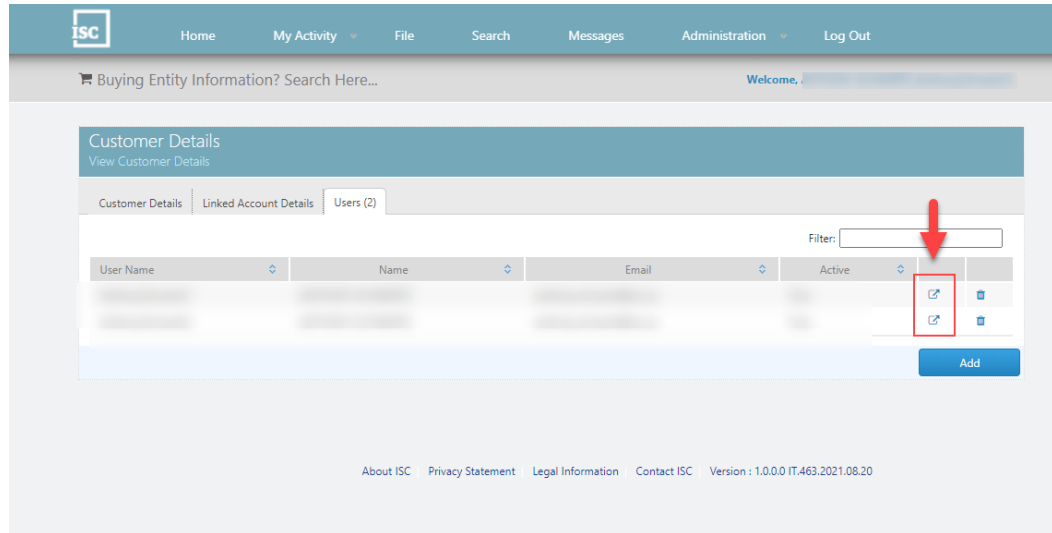 ISC Home My Activity File Search Messages Administration Log Out
Buying Entity Information? Search Here... Welcome,
Customer Details
View Customer Details
Customer Details Linked Account Details Users (2)
Filter:
User Name Name Email Active
Add
About ISC Privacy Statement Legal Information Contact ISC Version : 1.0.0.0 IT.463.2021.08.20